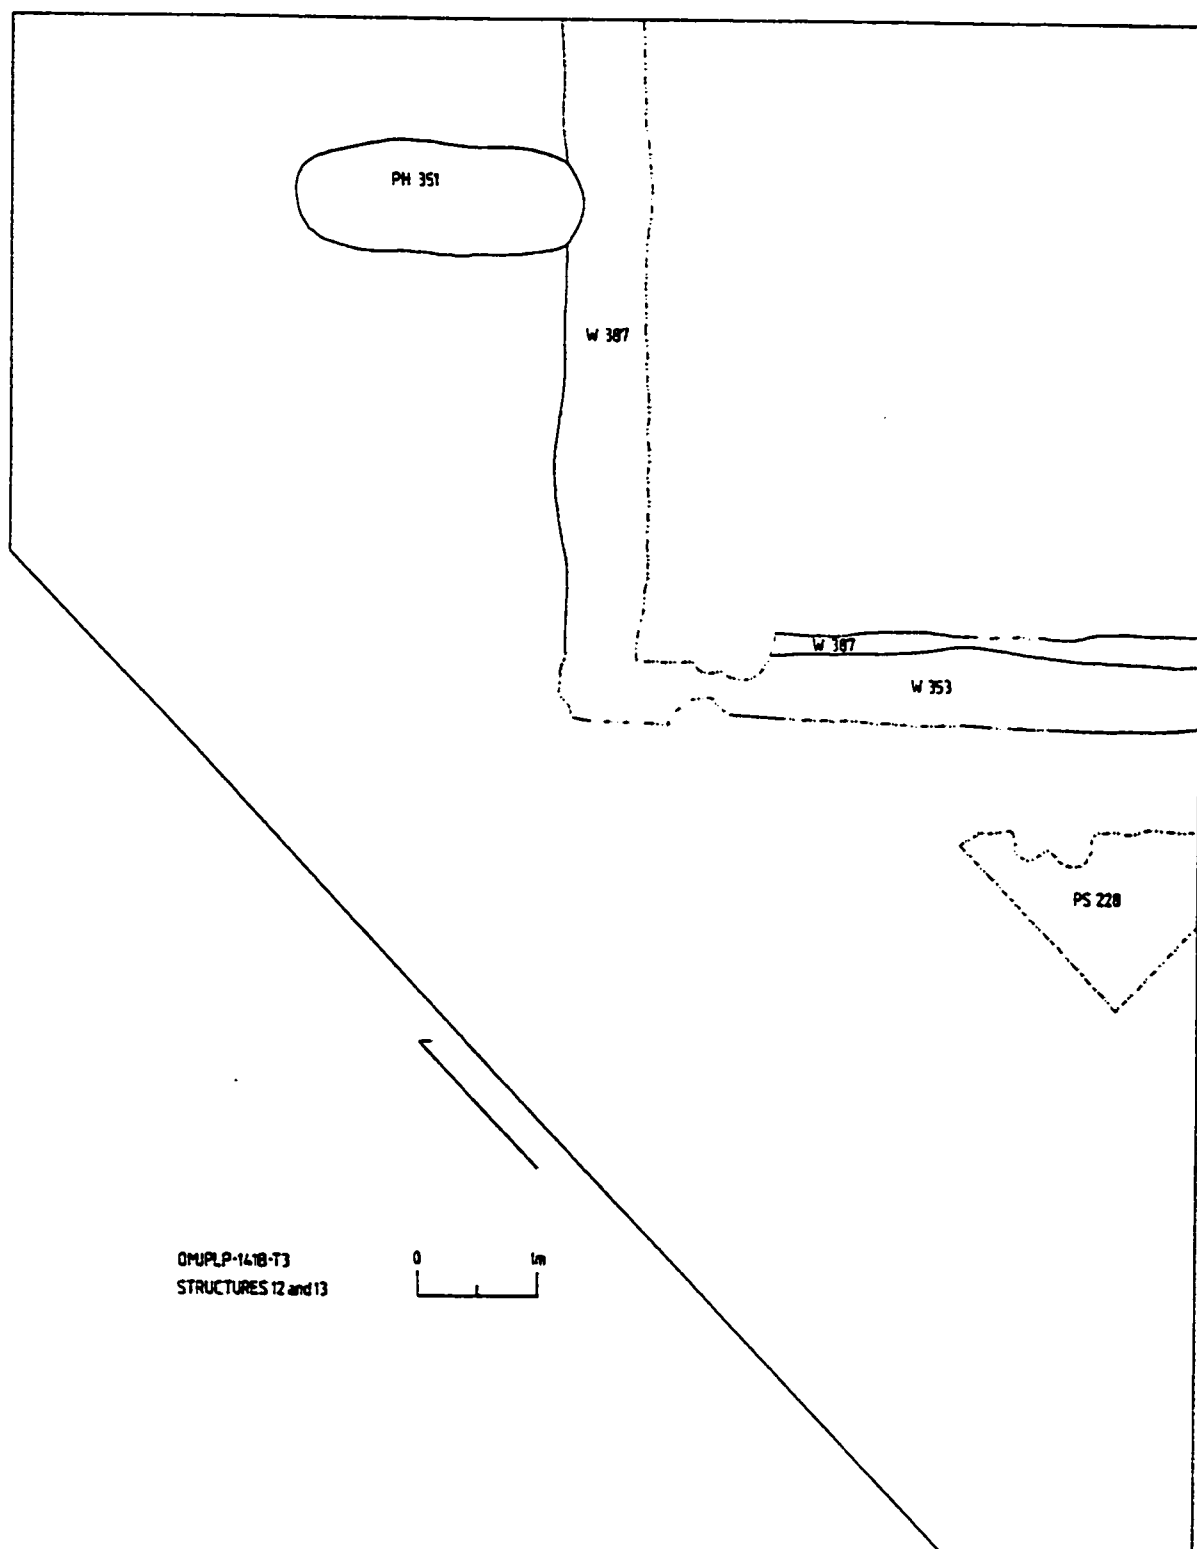 PH 351
W 387
W 387
W 353
PS 228
OMJPLP-141B-T3
STRUCTURES 12 and 13
0 1m